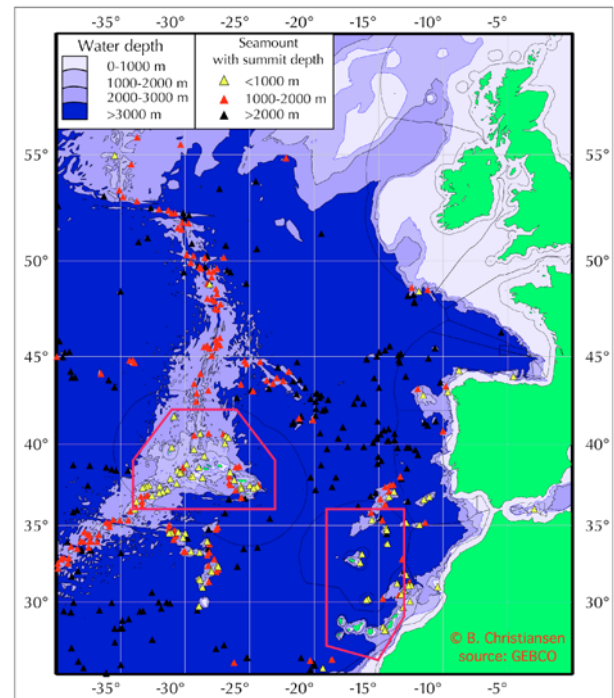 -35° -30° -25° -20° -15° -10° -5°
Water depth
0-1000 m
1000-2000 m
2000-3000 m
>3000 m
Seamount
with summit depth
<1000 m
1000-2000 m
>2000 m
55° 55°
50° 50°
45° 45°
40° 40°
35° 35°
30° 30°
© B. Christiansen
source: GEBCO
-35° -30° -25° -20° -15° -10° -5°